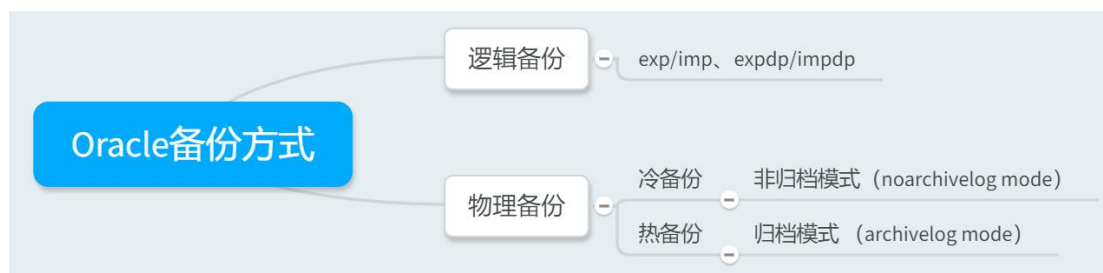 Oracle备份方式
逻辑备份
exp/imp、expdp/impdp
物理备份
冷备份
非归档模式（noarchivelog mode）
热备份
归档模式 （archivelog mode）